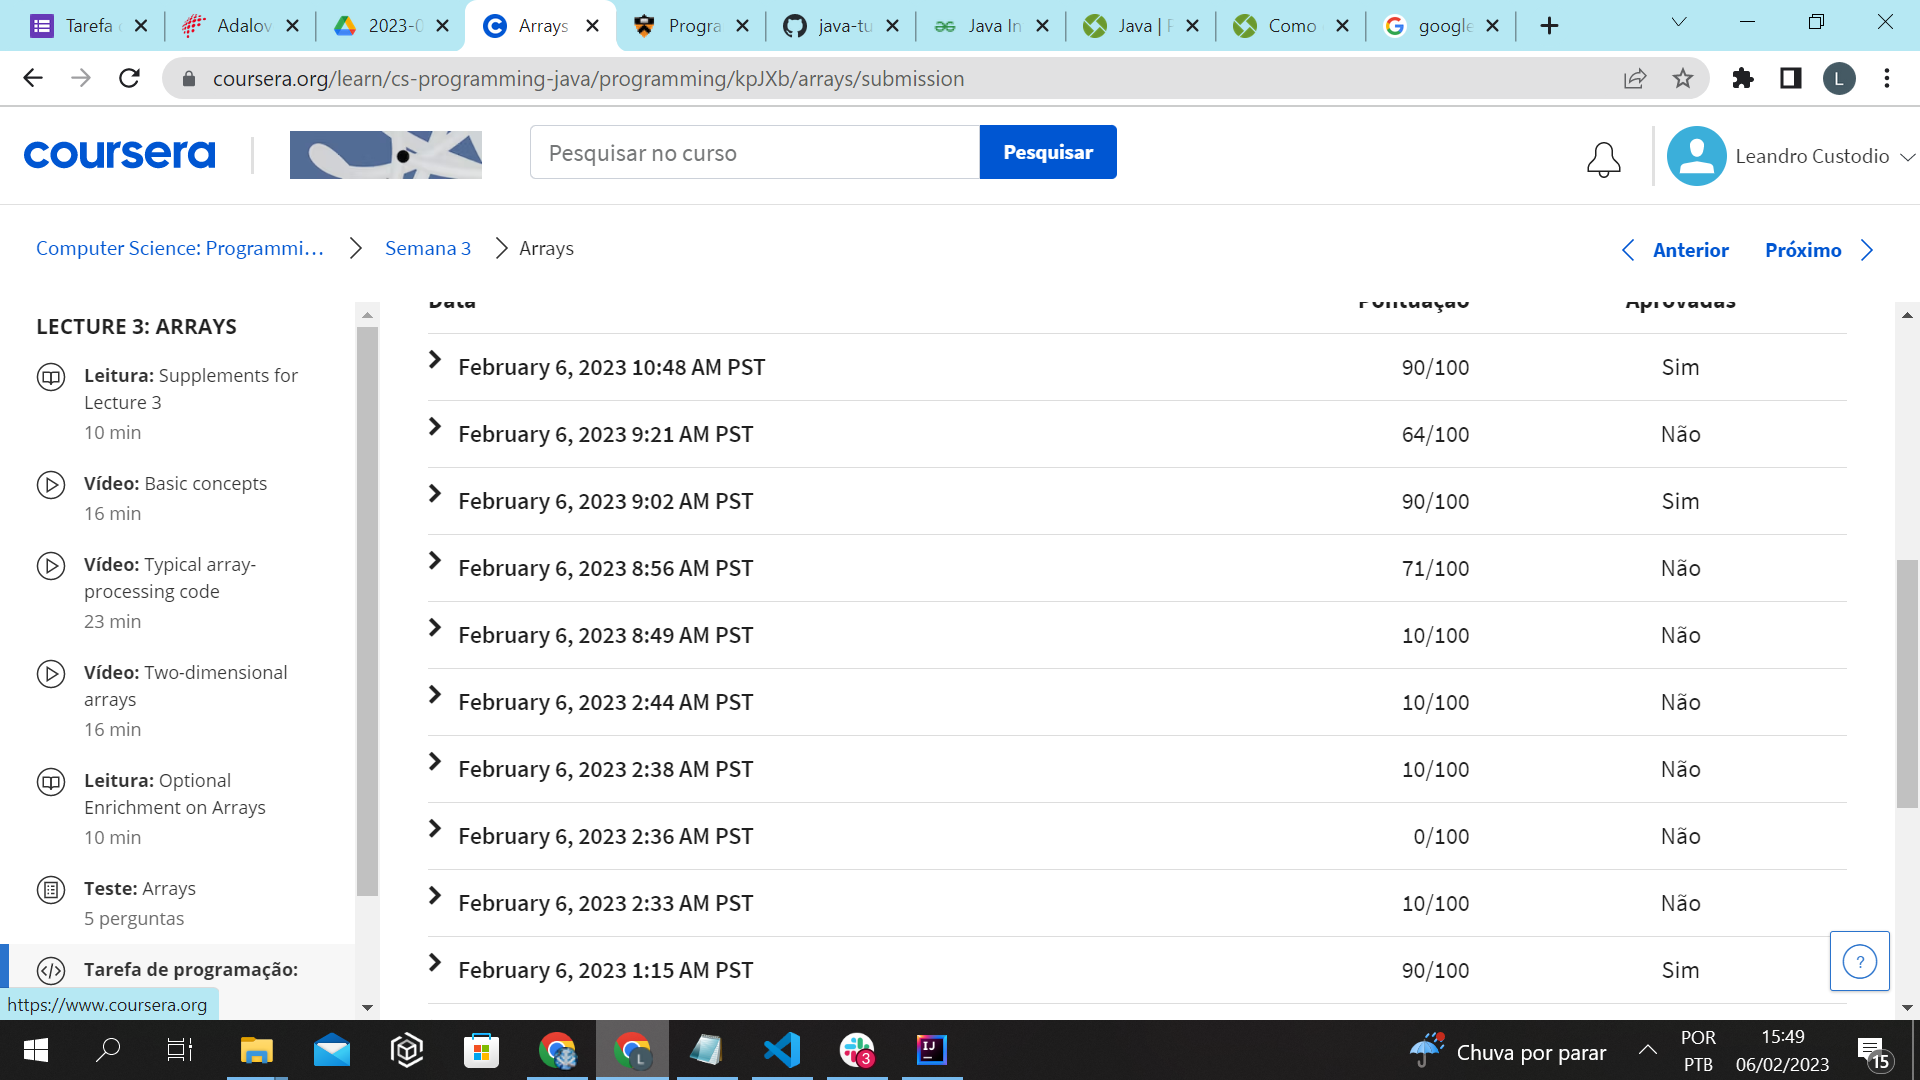 Tarefa
Adalov
2023-0
Arrays
Progra
java-tu
Java In
Java | P
Como
google
coursera.org/learn/cs-programming-java/programming/kpJXb/arrays/submission
L
coursera
Pesquisar no curso
Pesquisar
Leandro Custodio
Computer Science: Programmi…
Semana 3
Arrays
Anterior
Próximo
LECTURE 3: ARRAYS
Leitura: Supplements for
Lecture 3
10 min
Vídeo: Basic concepts
16 min
Vídeo: Typical array-
processing code
23 min
Vídeo: Two-dimensional
arrays
16 min
Leitura: Optional
Enrichment on Arrays
10 min
Teste: Arrays
5 perguntas
Tarefa de programação:
Data Pontuação Aprovadas
February 6, 2023 10:48 AM PST 90/100 Sim
February 6, 2023 9:21 AM PST 64/100 Não
February 6, 2023 9:02 AM PST 90/100 Sim
February 6, 2023 8:56 AM PST 71/100 Não
February 6, 2023 8:49 AM PST 10/100 Não
February 6, 2023 2:44 AM PST 10/100 Não
February 6, 2023 2:38 AM PST 10/100 Não
February 6, 2023 2:36 AM PST 0/100 Não
February 6, 2023 2:33 AM PST 10/100 Não
February 6, 2023 1:15 AM PST 90/100 Sim
?
https://www.coursera.org
L
3
IJ
Chuva por parar
POR
PTB
15:49
06/02/2023
15